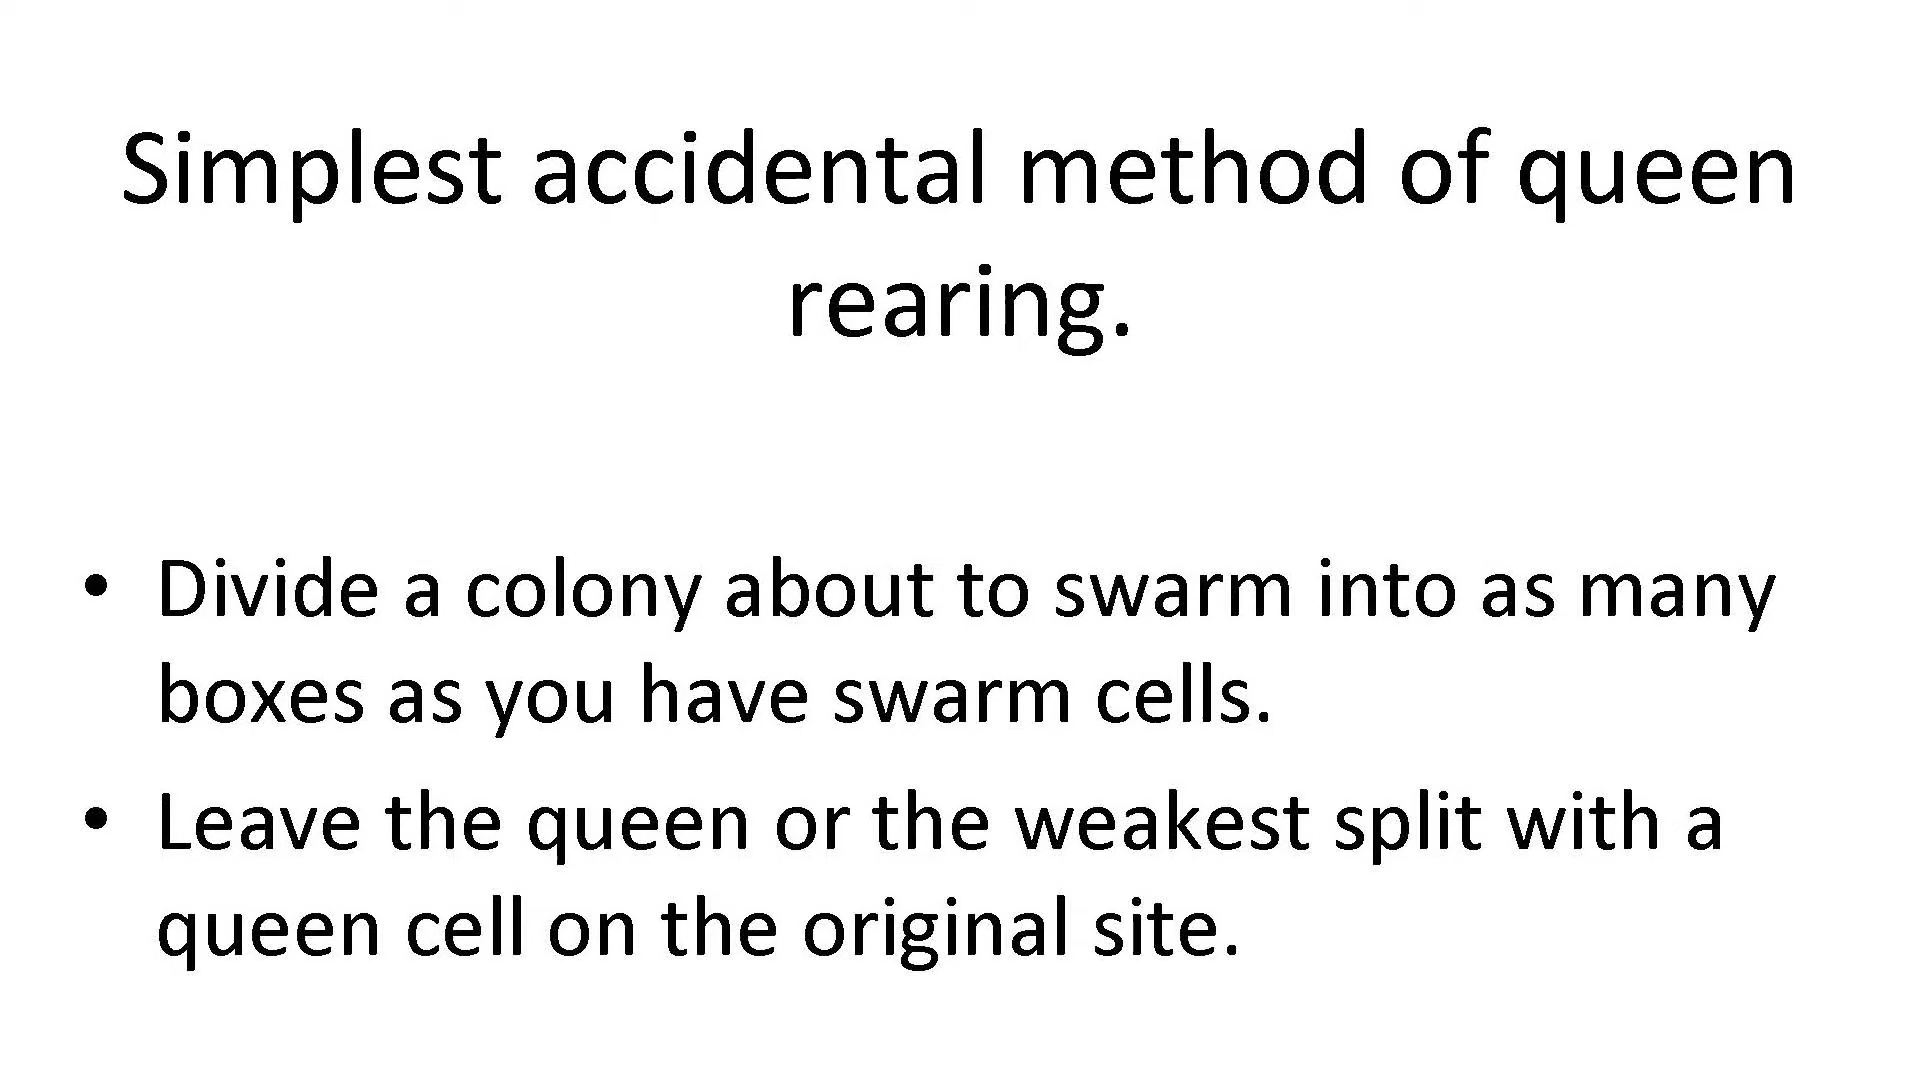 Simplest accidental method of queen
rearing.
• Divide a colony about to swarm into as many
boxes as you have swarm cells.
• Leave the queen or the weakest split with a
queen cell on the original site.